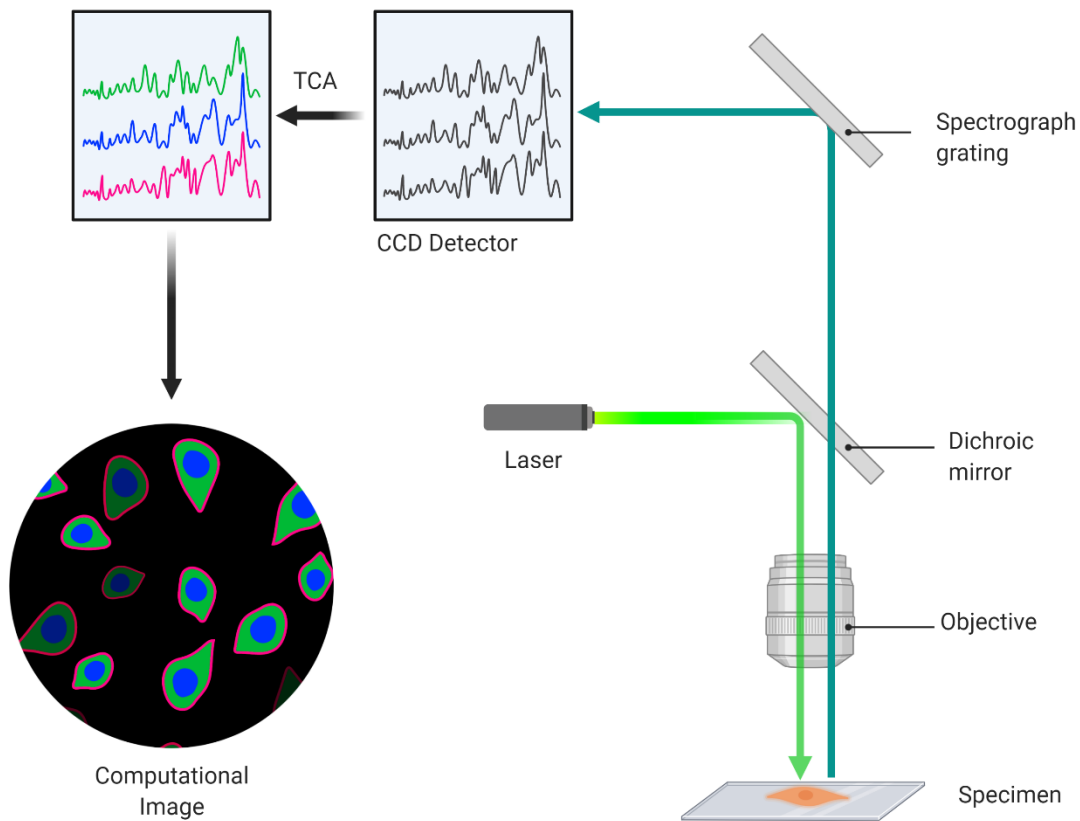 TCA
Spectrograph
grating
CCD Detector
Laser
Dichroic
mirror
Objective
Computational
Image
Specimen